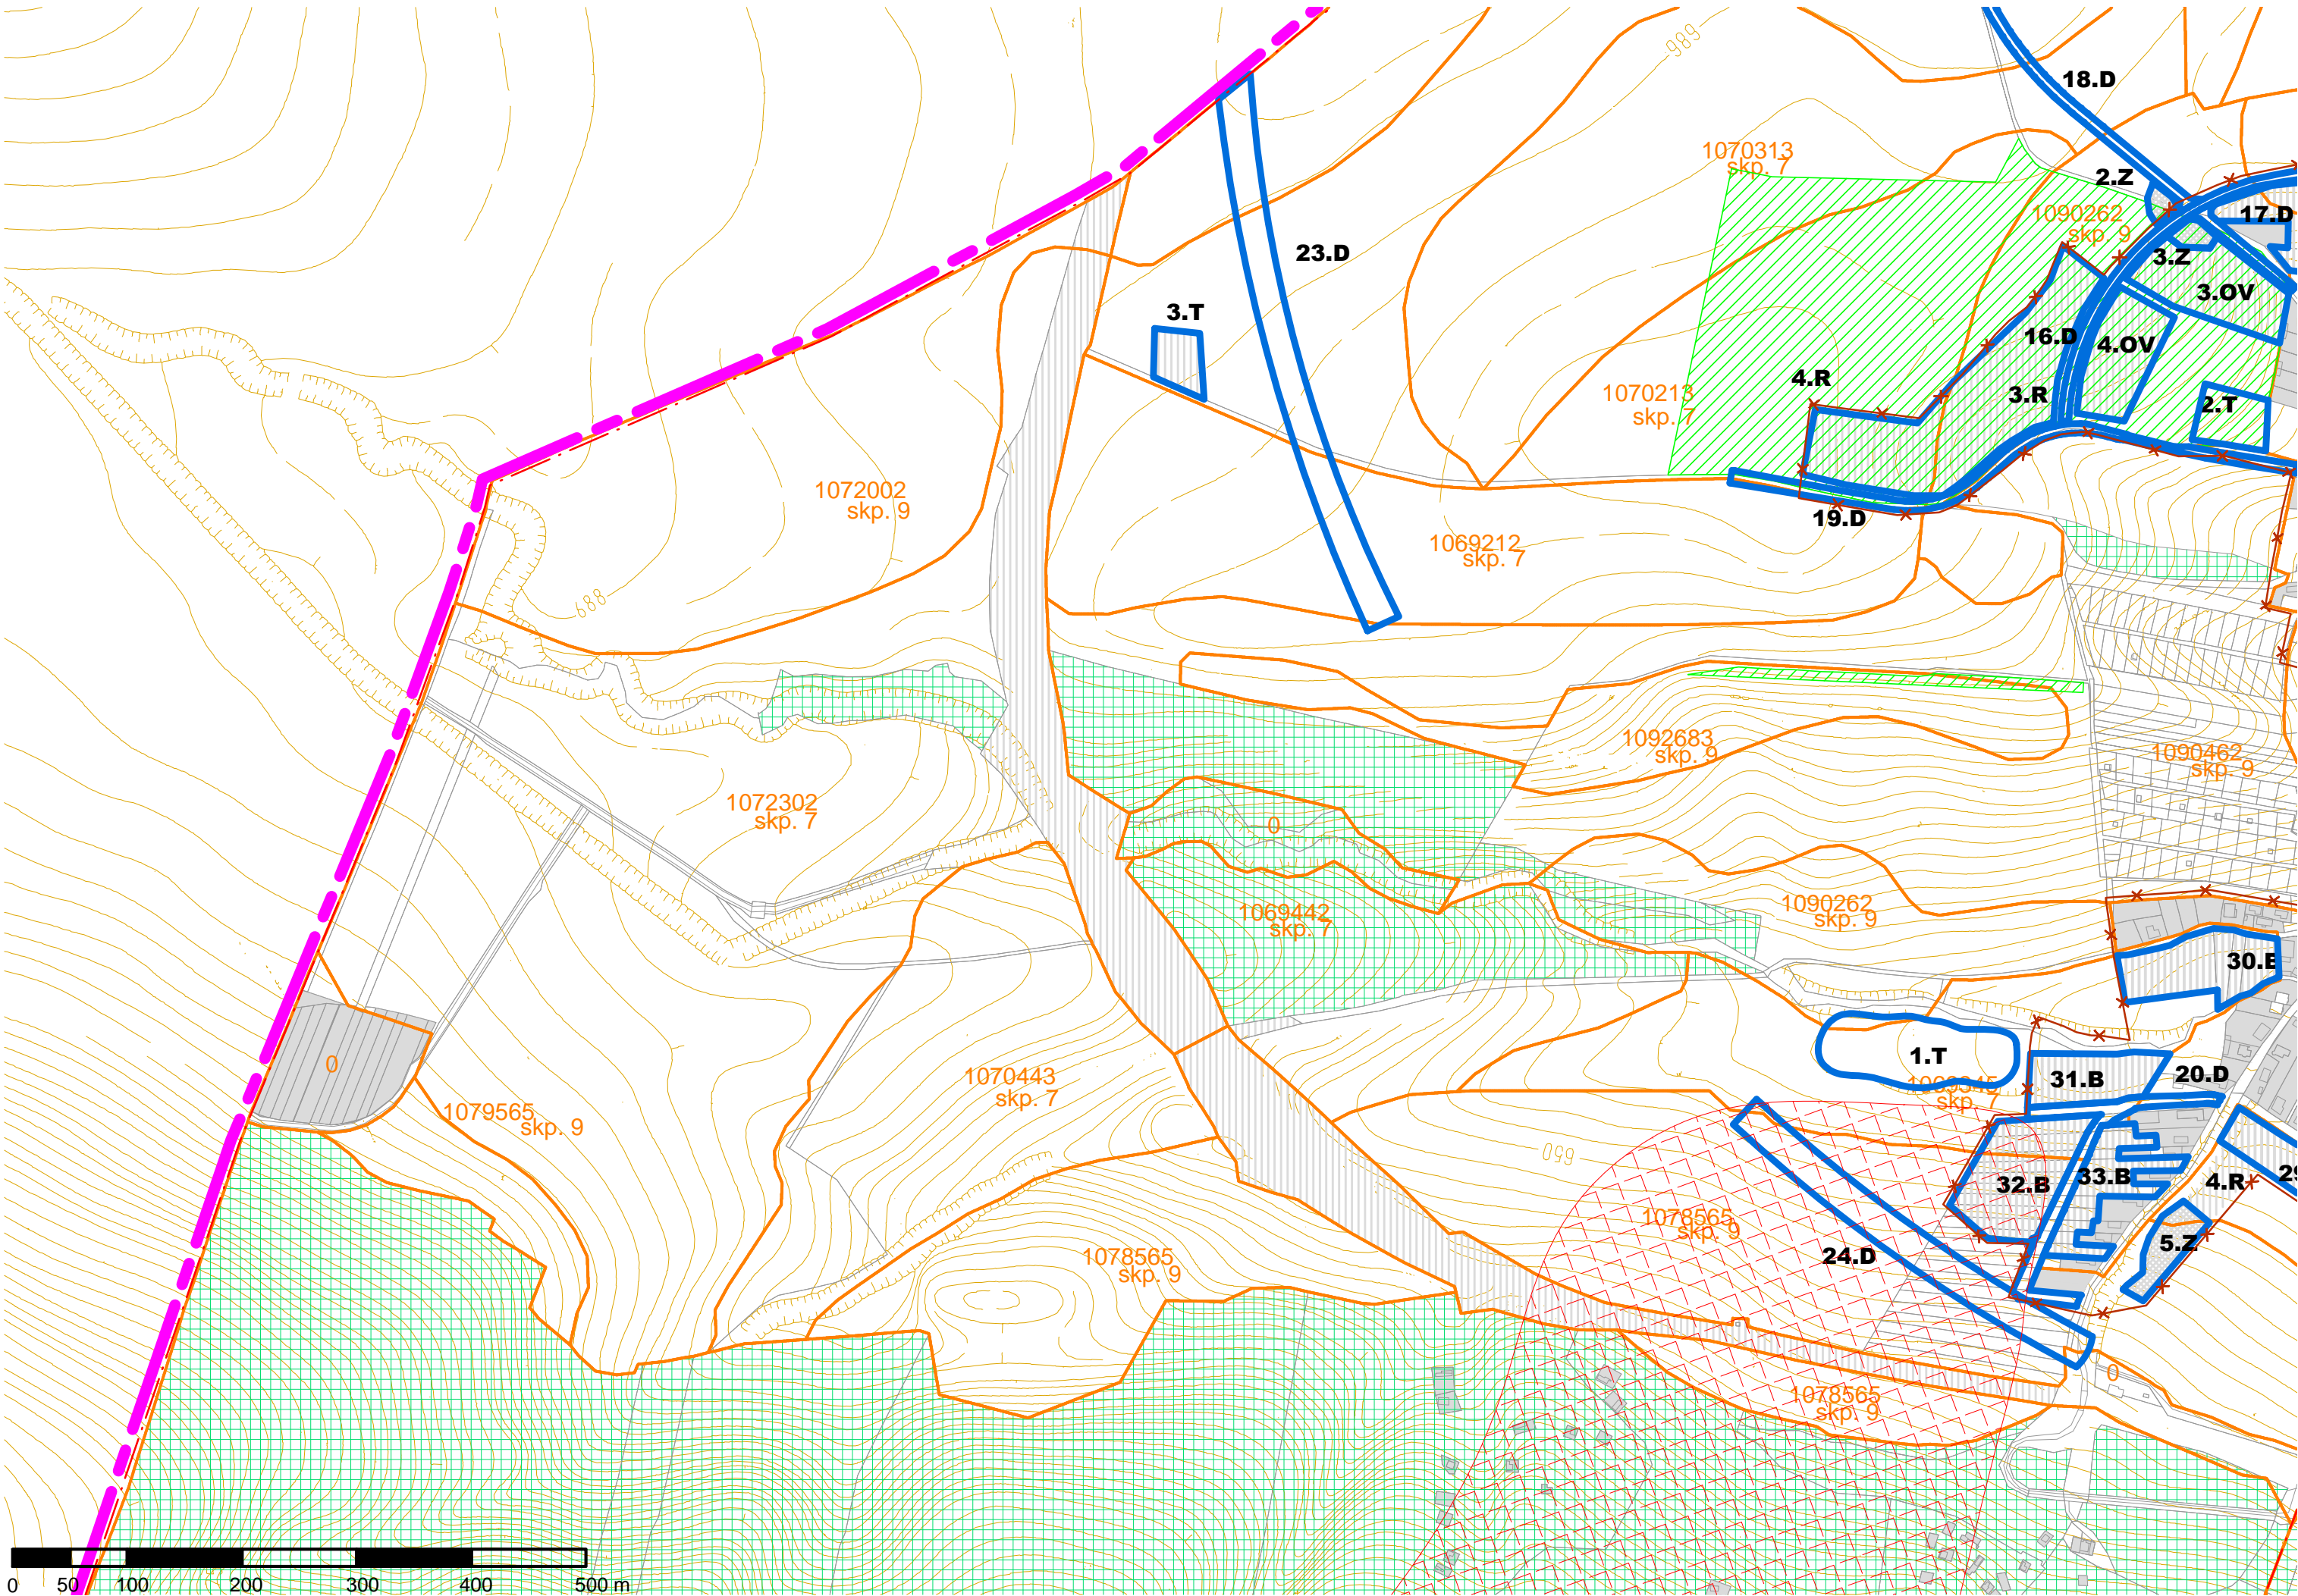 989
18.D
1070313
skp. 7
2.Z
1090262
skp. 9
17.D
23.D
3.Z
3.OV
3.T
16.D
4.OV
4.R
1070213
skp. 7
3.R
2.T
1072002
skp. 9
19.D
1069212
skp. 7
688
1092683
skp. 9
1090462
skp. 9
1072302
skp. 7
0
1069442
skp. 7
1090262
skp. 9
30.B
0
1.T
31.B
20.D
1070443
skp. 7
skp.
1079565
skp. 9
650
32.B
33.B
4.R
1078565
skp. 9
5.Z
24.D
1078565
skp. 9
0
1078565
skp. 9
0 50 100 200 300 400 500 m